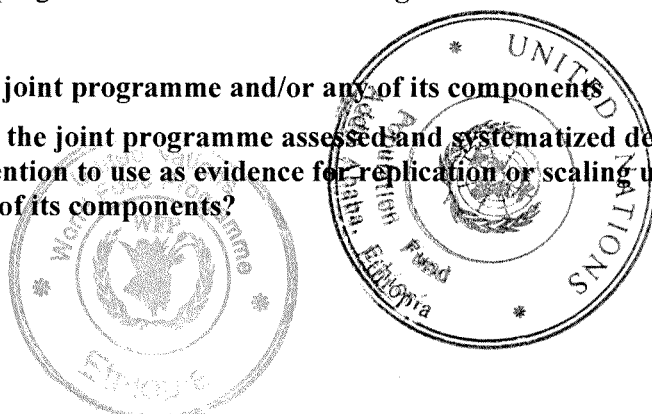 joint programme and/or any of its components
the joint programme assessed and systematized de
ention to use as evidence for replication or scaling u
of its components?
UNITED NATIONS
Population Fund
Addis Ababa, Ethiopia
United Nations
World Food Programme
WFP
Ethiopia